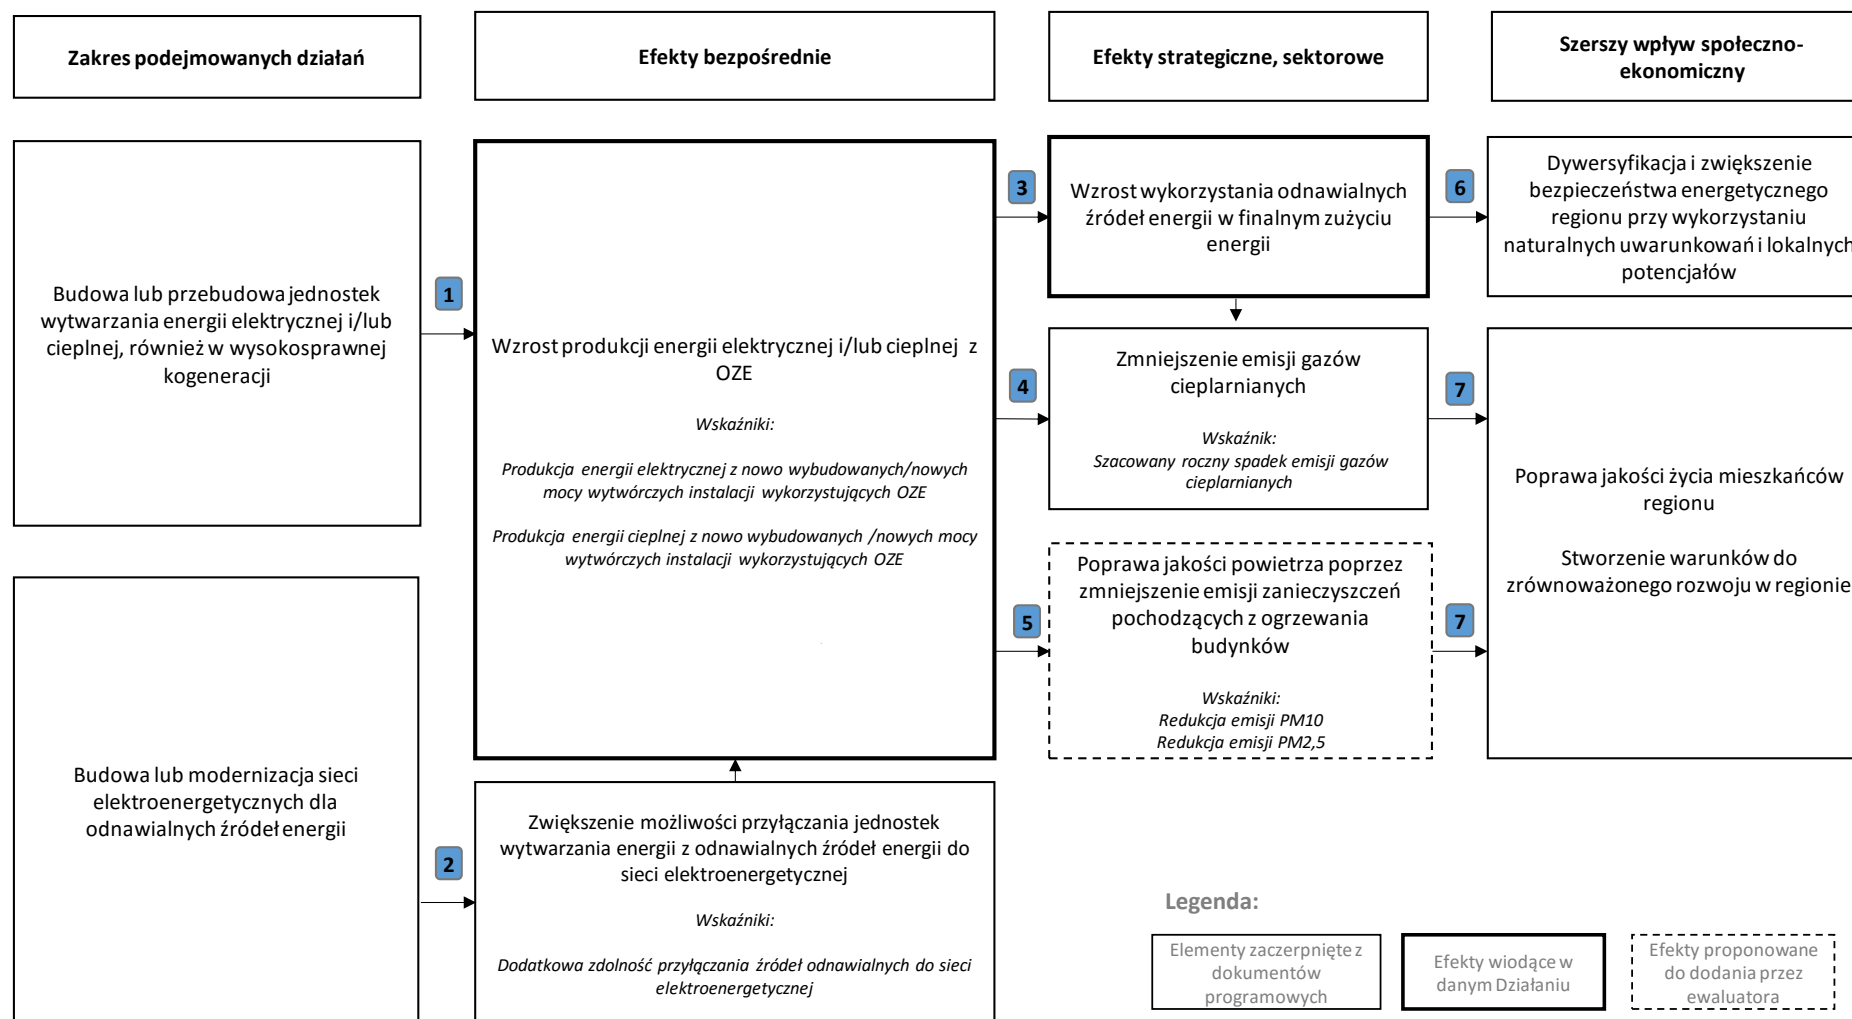 Zakres podejmowanych działań
Efekty bezpośrednie
Efekty strategiczne, sektorowe
Szerszy wpływ społeczno-
ekonomiczny
Budowa lub przebudowa jednostek
wytwarzania energii elektrycznej i/lub
cieplnej, również w wysokosprawnej
kogeneracji
1
Budowa lub modernizacja sieci
elektroenergetycznych dla
odnawialnych źródeł energii
2
Wzrost produkcji energii elektrycznej i/lub cieplnej z
OZE
Wskaźniki:
Produkcja energii elektrycznej z nowo wybudowanych/nowych
mocy wytwórczych instalacji wykorzystujących OZE
Produkcja energii cieplnej z nowo wybudowanych /nowych mocy
wytwórczych instalacji wykorzystujących OZE
Zwiększenie możliwości przyłączania jednostek
wytwarzania energii z odnawialnych źródeł energii do
sieci elektroenergetycznej
Wskaźniki:
Dodatkowa zdolność przyłączania źródeł odnawialnych do sieci
elektroenergetycznej
3
4
5
Wzrost wykorzystania odnawialnych
źródeł energii w finalnym zużyciu
energii
Zmniejszenie emisji gazów
cieplarnianych
Wskaźnik:
Szacowany roczny spadek emisji gazów
cieplarnianych
Poprawa jakości powietrza poprzez
zmniejszenie emisji zanieczyszczeń
pochodzących z ogrzewania
budynków
Wskaźniki:
Redukcja emisji PM10
Redukcja emisji PM2,5
6
7
7
Dywersyfikacja i zwiększenie
bezpieczeństwa energetycznego
regionu przy wykorzystaniu
naturalnych uwarunkowań i lokalnych
potencjałów
Poprawa jakości życia mieszkańców
regionu
Stworzenie warunków do
zrównoważonego rozwoju w regionie
Legenda:
Elementy zaczerpnięte z
dokumentów
programowych
Efekty wiodące w
danym Działaniu
Efekty proponowane
do dodania przez
ewaluatora